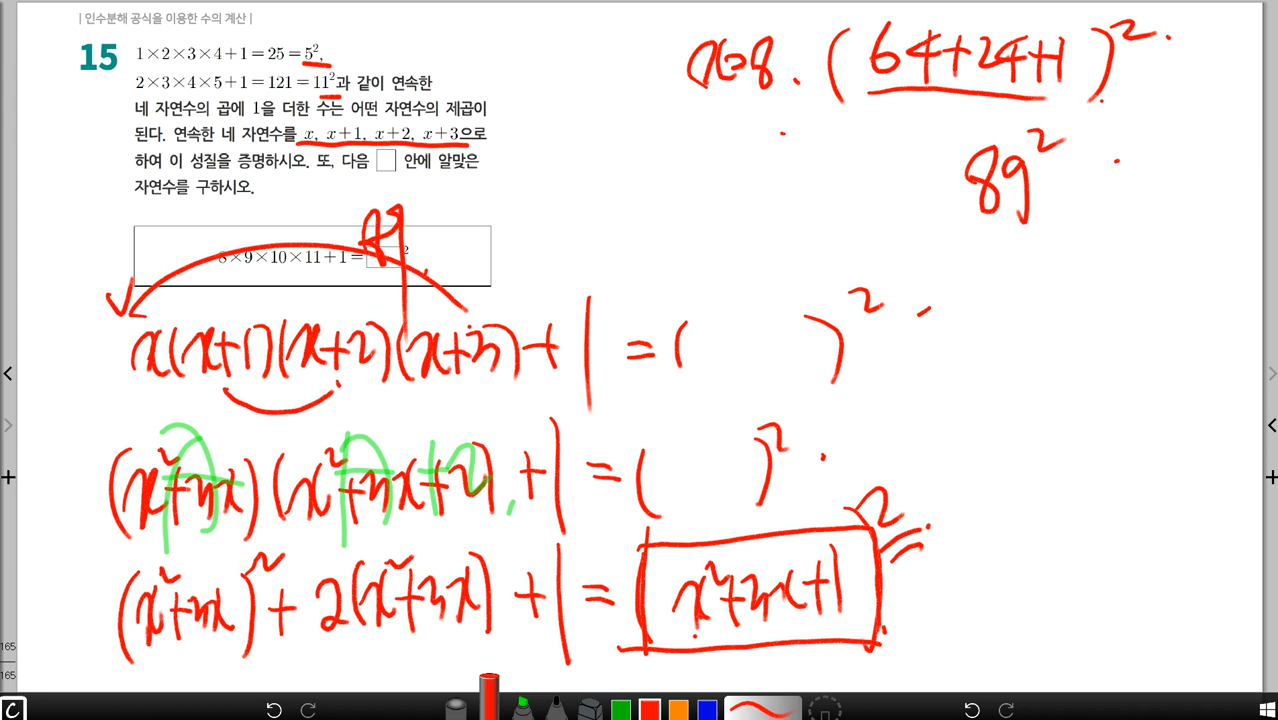 | 인수분해 공식을 이용한 수의 계산 |
15
1×2×3×4+1=25=5²,
2×3×4×5+1=121=11²과 같이 연속한
네 자연수의 곱에 1을 더한 수는 어떤 자연수의 제곱이
된다. 연속한 네 자연수를 x, x+1, x+2, x+3으로
하여 이 성질을 증명하시오. 또, 다음 □ 안에 알맞은
자연수를 구하시오.
8×9×10×11+1=□²
89
x=8. (64+24+1)².
89²
x(x+1)(x+2)(x+3)+1=( )²
(x²+3x)(x²+3x+2)+1=( )²
(x²+3x)²+2(x²+3x)+1=(x²+3x+1)²
165
165
C